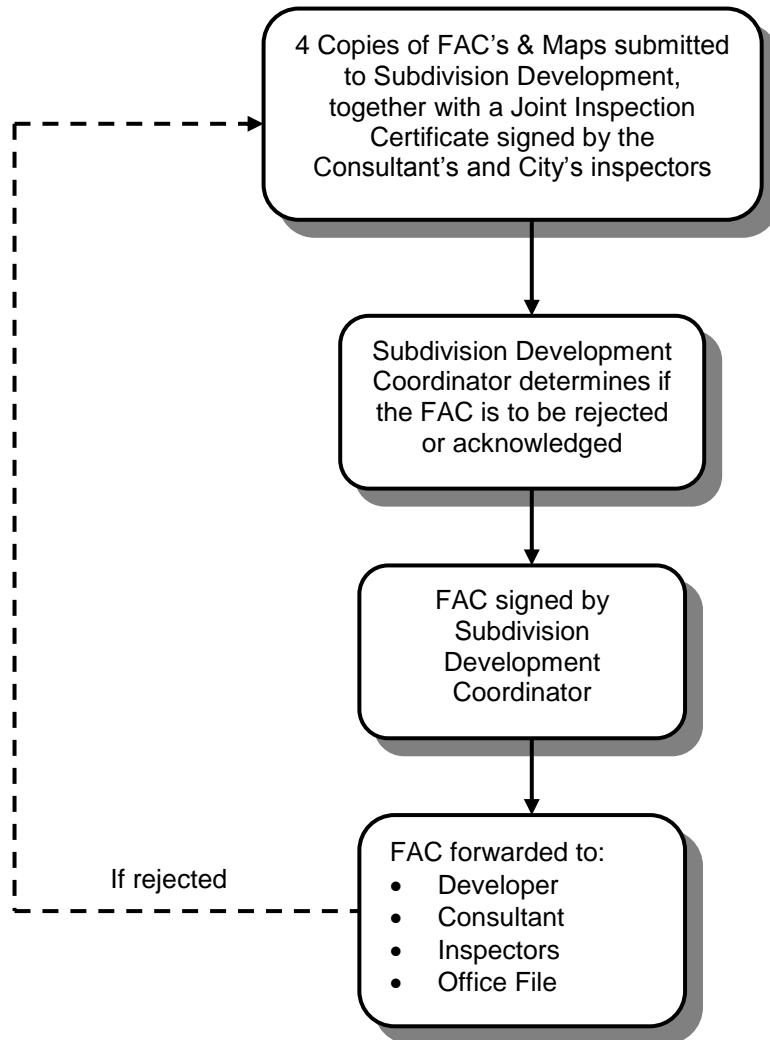 4 Copies of FAC's & Maps submitted
to Subdivision Development,
together with a Joint Inspection
Certificate signed by the
Consultant's and City's inspectors
Subdivision Development
Coordinator determines if
the FAC is to be rejected
or acknowledged
FAC signed by
Subdivision
Development
Coordinator
FAC forwarded to:
• Developer
• Consultant
• Inspectors
• Office File
If rejected